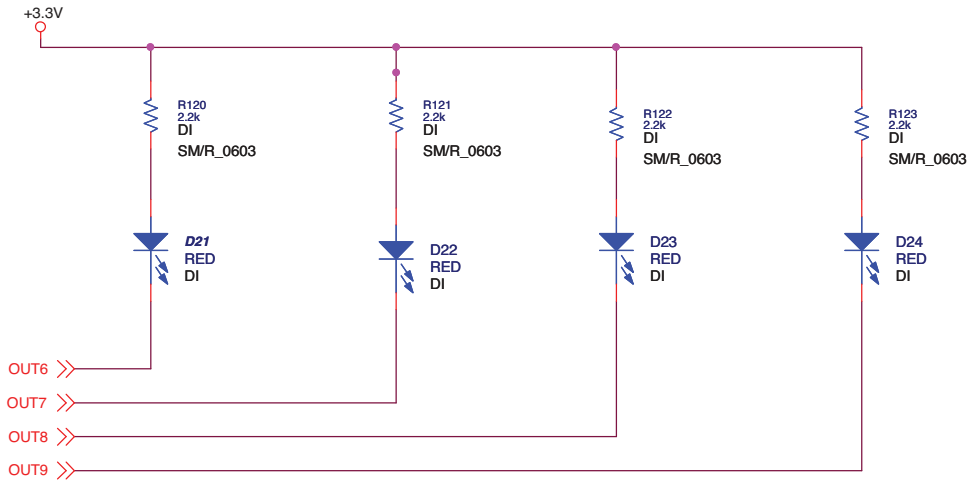 +3.3V
R120
2.2k
DI
SM/R_0603
R121
2.2k
DI
SM/R_0603
R122
2.2k
DI
SM/R_0603
R123
2.2k
DI
SM/R_0603
D21
RED
DI
D22
RED
DI
D23
RED
DI
D24
RED
DI
OUT6
OUT7
OUT8
OUT9